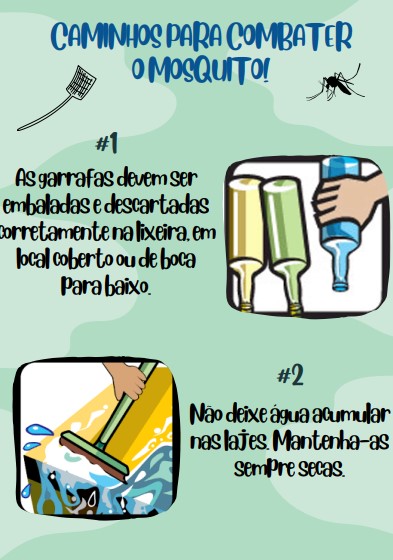 CAMINHOS PARA COMBATER
O MOSQUITO!
#1
As garrafas devem ser
embaladas e descartadas
corretamente na lixeira, em
local coberto ou de boca
Para baixo.
#2
Não deixe água acumular
nas lajes. Mantenha-as
sempre secas.